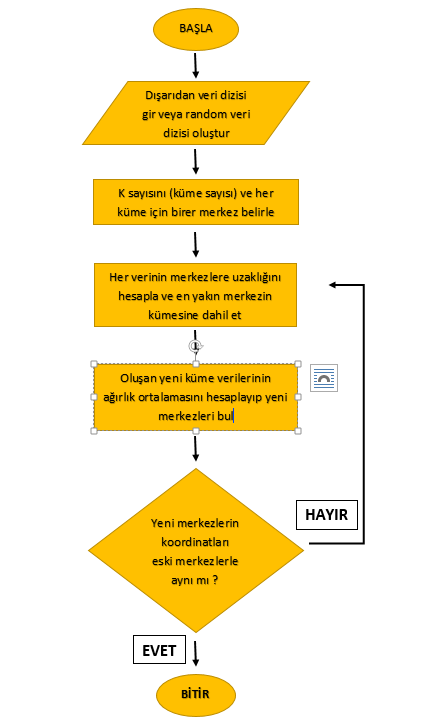 BAŞLA
Dışarıdan veri dizisi
gir veya random veri
dizisi oluştur
K sayısını (küme sayısı) ve her
küme için birer merkez belirle
Her verinin merkezlere uzaklığını
hesapla ve en yakın merkezin
kümesine dahil et
Oluşan yeni küme verilerinin
ağırlık ortalamasını hesaplayıp yeni
merkezleri bul
Yeni merkezlerin
koordinatları
eski merkezlerle
aynı mı ?
HAYIR
EVET
BİTİR